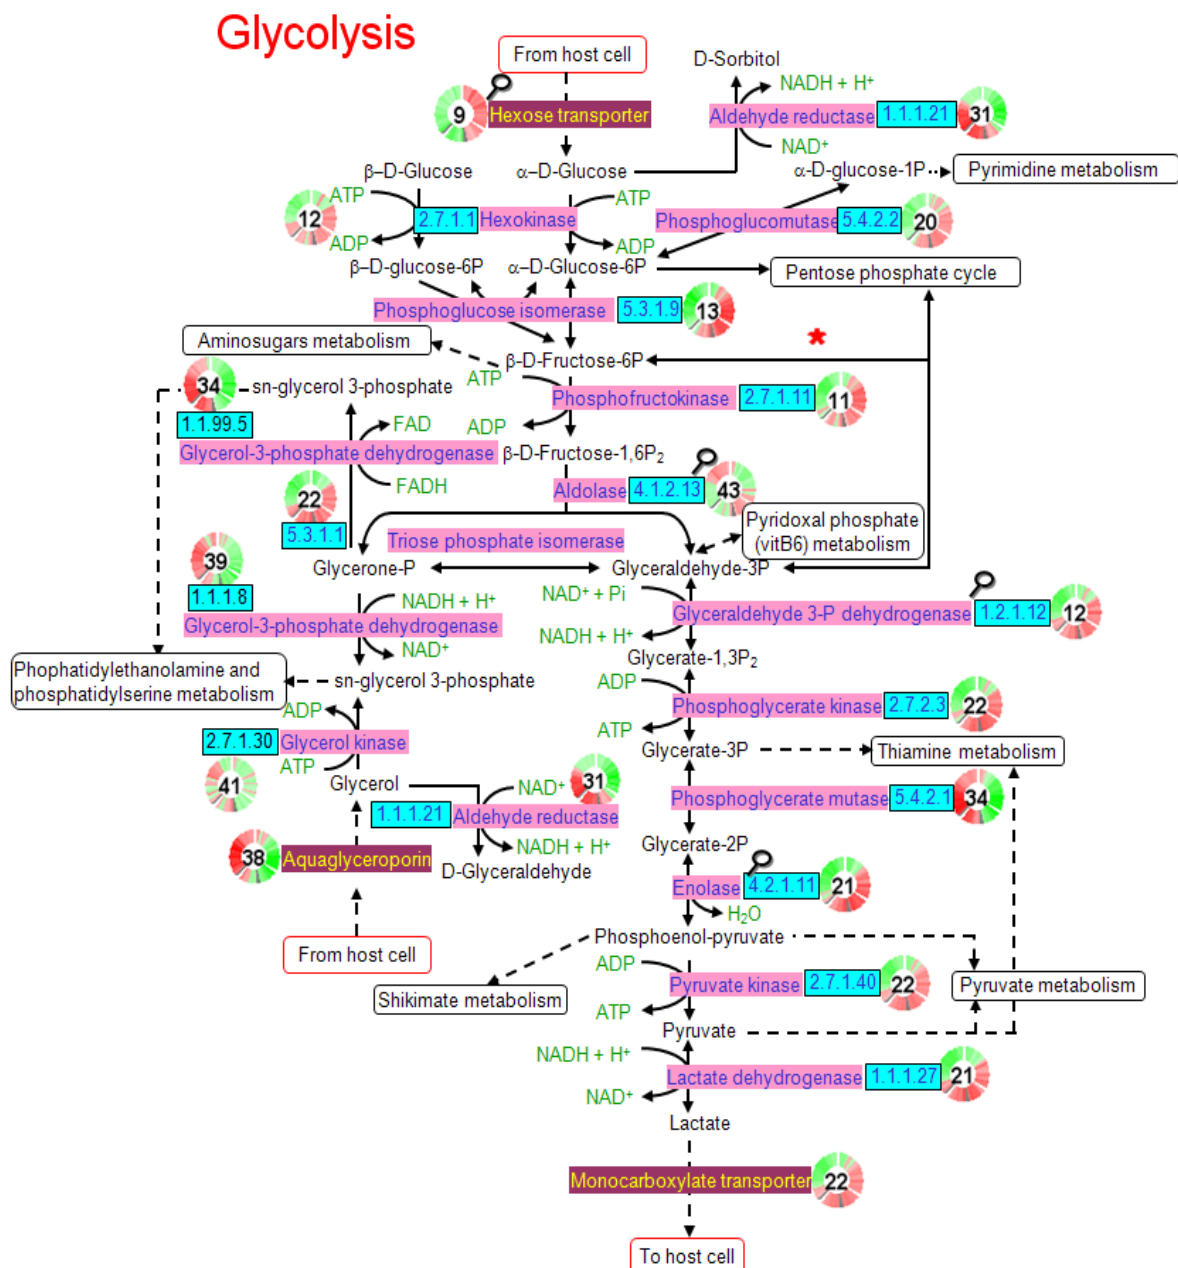 Glycolysis
From host cell
D-Sorbitol
NADH + H⁺
9
Hexose transporter
Aldehyde reductase
1.1.1.21
31
NAD⁺
β-D-Glucose
α-D-Glucose
α-D-glucose-1P
Pyrimidine metabolism
ATP
ATP
12
2.7.1.1
Hexokinase
Phosphoglucomutase
5.4.2.2
20
ADP
ADP
β-D-glucose-6P
α-D-Glucose-6P
Pentose phosphate cycle
Phosphoglucose isomerase
5.3.1.9
13
Aminosugars metabolism
*
β-D-Fructose-6P
34
sn-glycerol 3-phosphate
ATP
Phosphofructokinase
2.7.1.11
11
1.1.99.5
FAD
ADP
Glycerol-3-phosphate dehydrogenase
β-D-Fructose-1,6P₂
FADH
Aldolase
4.1.2.13
43
22
5.3.1.1
Triose phosphate isomerase
Pyridoxal phosphate
(vitB6) metabolism
39
Glycerone-P
Glyceraldehyde-3P
1.1.1.8
NADH + H⁺
NAD⁺ + Pi
Glycerol-3-phosphate dehydrogenase
Glyceraldehyde 3-P dehydrogenase
1.2.1.12
12
NAD⁺
NADH + H⁺
Glycerate-1,3P₂
Phophatidylethanolamine and
phosphatidylserine metabolism
sn-glycerol 3-phosphate
ADP
ADP
Phosphoglycerate kinase
2.7.2.3
22
2.7.1.30
Glycerol kinase
ATP
ATP
Glycerate-3P
Thiamine metabolism
41
Glycerol
31
NAD⁺
Phosphoglycerate mutase
5.4.2.1
34
1.1.1.21
Aldehyde reductase
Glycerate-2P
38
Aquaglyceroporin
NADH + H⁺
D-Glyceraldehyde
Enolase
4.2.1.11
21
H₂O
From host cell
Phosphoenol-pyruvate
ADP
Shikimate metabolism
Pyruvate kinase
2.7.1.40
22
Pyruvate metabolism
ATP
Pyruvate
NADH + H⁺
Lactate dehydrogenase
1.1.1.27
21
NAD⁺
Lactate
Monocarboxylate transporter
22
To host cell